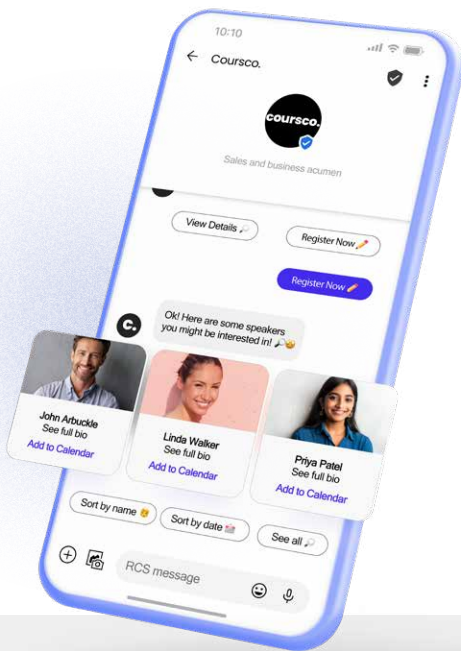 10:10
Coursco.
coursco.
Sales and business acumen
View Details 🔎
Register Now ✏️
Register Now ✏️
C.
Ok! Here are some speakers
you might be interested in! 🔎🤩
John Arbuckle
See full bio
Add to Calendar
Linda Walker
See full bio
Add to Calendar
Priya Patel
See full bio
Add to Calendar
Sort by name
Sort by date
See all 🔎
RCS message